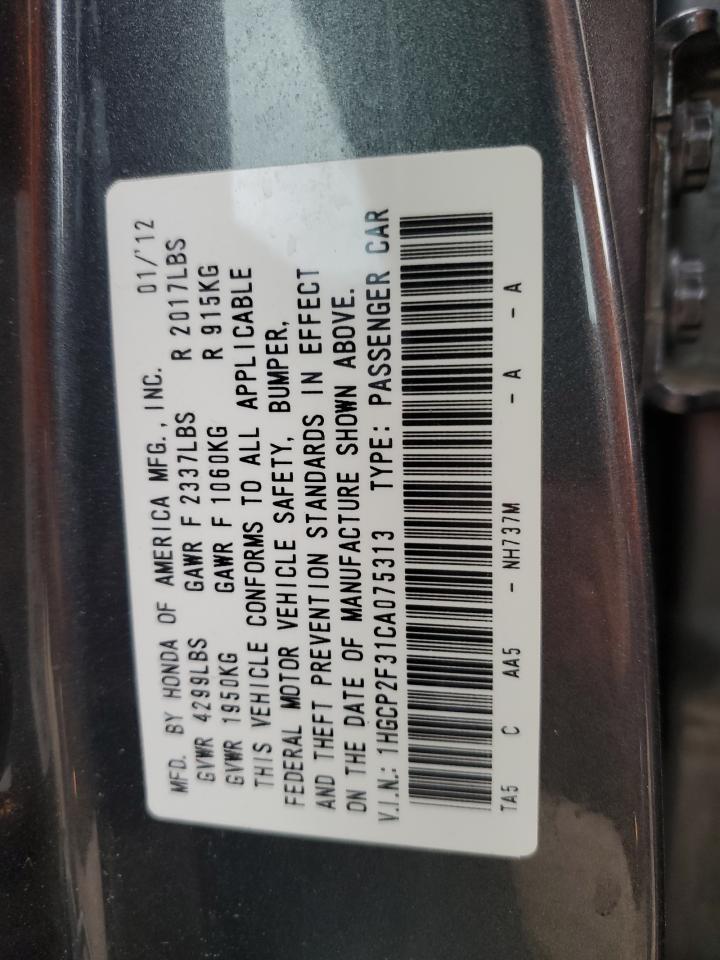 MFD. BY HONDA OF AMERICA MFG., INC. 01/'12
GVWR 4299LBS GAWR F 2337LBS R 2017LBS
GVWR 1950KG GAWR F 1060KG R 915KG
THIS VEHICLE CONFORMS TO ALL APPLICABLE
FEDERAL MOTOR VEHICLE SAFETY, BUMPER,
AND THEFT PREVENTION STANDARDS IN EFFECT
ON THE DATE OF MANUFACTURE SHOWN ABOVE.
V.I.N.: 1HGCP2F31CA075313 TYPE: PASSENGER CAR
TA5 C AA5 - NH737M - A - A